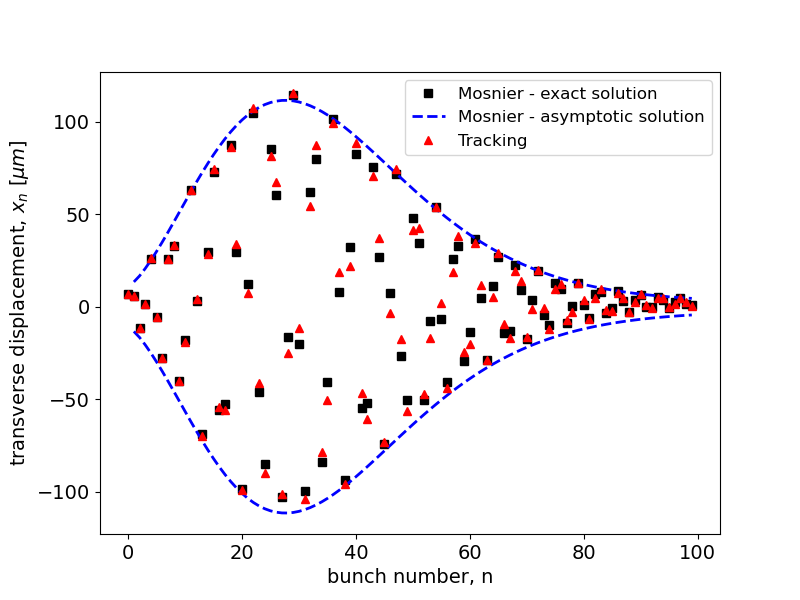 Mosnier - exact solution
Mosnier - asymptotic solution
Tracking
transverse displacement, xₙ [μm]
100
50
0
−50
−100
0 20 40 60 80 100
bunch number, n